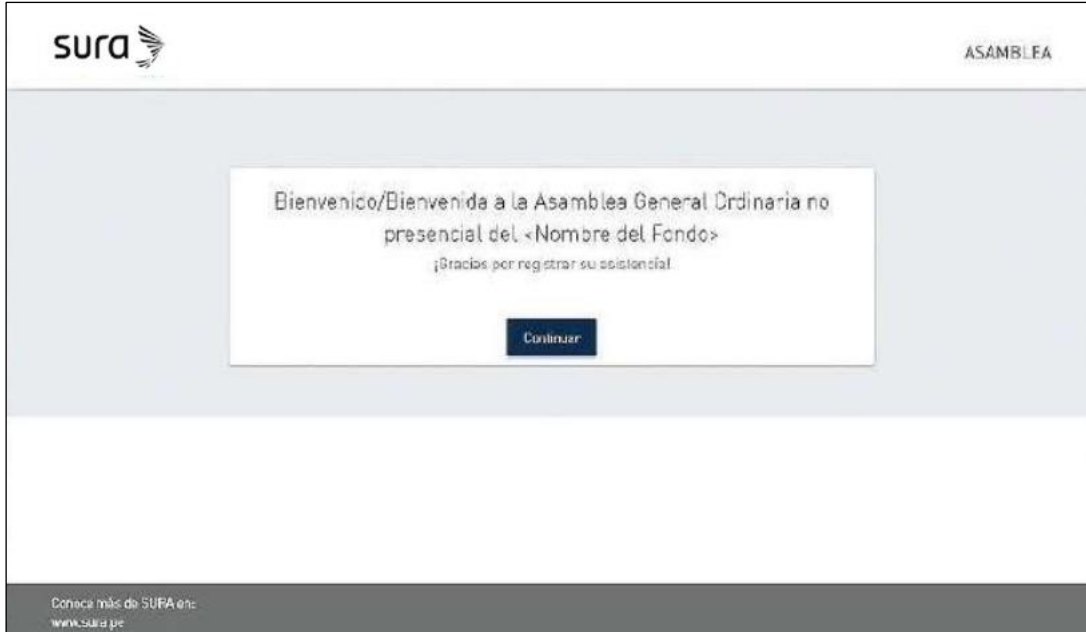 sura
ASAMBLEA
Bienvenido/Bienvenida a la Asamblea General Ordinaria no
presencial del <Nombre del Fondo>
¡Gracias por registrar su asistencia!
Continuar
Conoce más de SURA en:
www.sura.pe